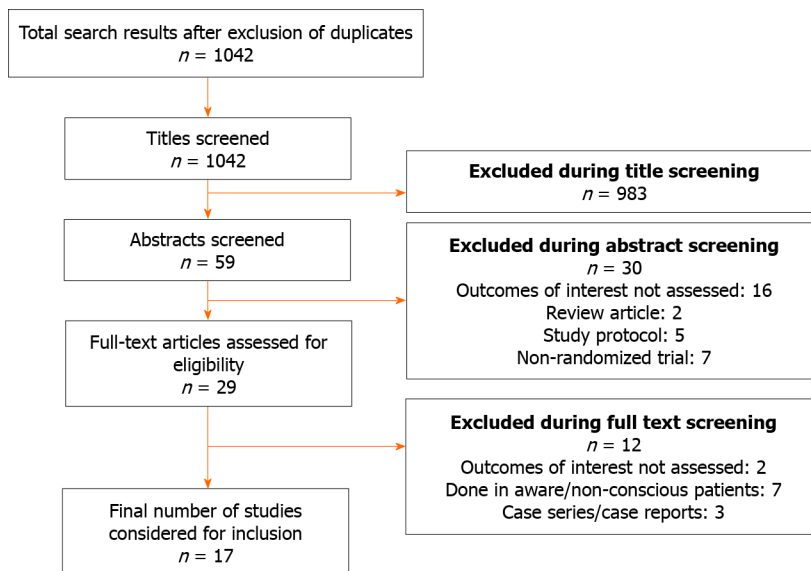 Total search results after exclusion of duplicates
n = 1042
Titles screened
n = 1042
Excluded during title screening
n = 983
Abstracts screened
n = 59
Excluded during abstract screening
n = 30
Outcomes of interest not assessed: 16
Review article: 2
Study protocol: 5
Non-randomized trial: 7
Full-text articles assessed for
eligibility
n = 29
Excluded during full text screening
n = 12
Outcomes of interest not assessed: 2
Done in aware/non-conscious patients: 7
Case series/case reports: 3
Final number of studies
considered for inclusion
n = 17